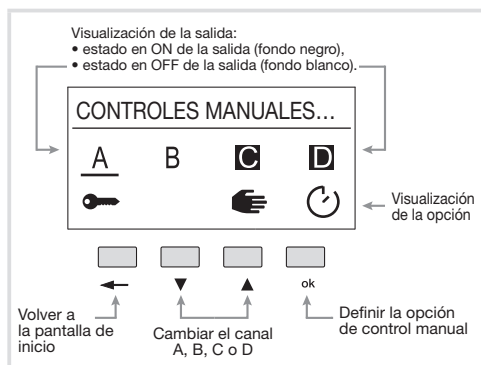 Visualización de la salida:
• estado en ON de la salida (fondo negro),
• estado en OFF de la salida (fondo blanco).
CONTROLES MANUALES...
A B C D
Visualización
de la opción
ok
Volver a
la pantalla de
inicio
Cambiar el canal
A, B, C o D
Definir la opción
de control manual